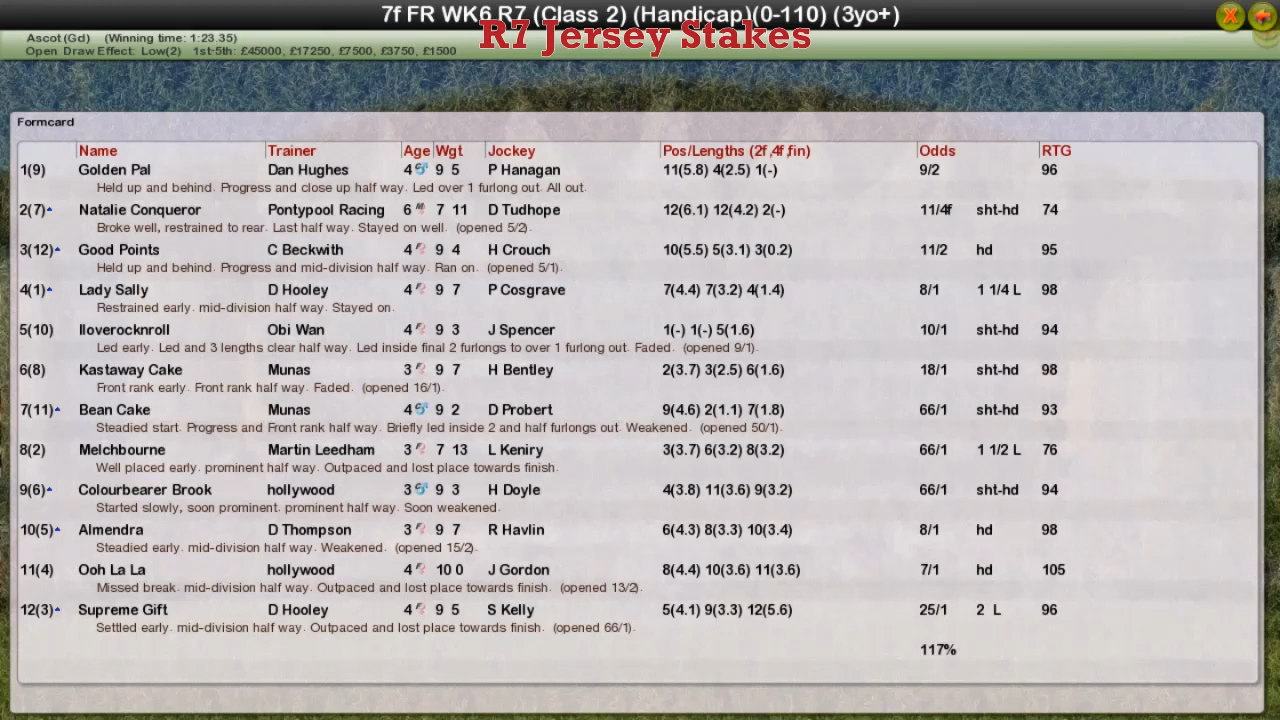 7f FR WK6 R7 (Class 2) (Handicap)(0-110) (3yo+)
R7 Jersey Stakes
Ascot(Gd) (Winning time: 1:23.35)
Open Draw Effect: Low(2) 1st-5th: £45000, £17250, £7500, £3750, £1500
Formcard
Name Trainer Age Wgt Jockey Pos/Lengths (2f,4f,fin) Odds RTG
1(9) Golden Pal Dan Hughes 4 9 5 P Hanagan 11(5.8) 4(2.5) 1(-) 9/2 96
Held up and behind. Progress and close up half way. Led over 1 furlong out. All out.
2(7) Natalie Conqueror Pontypool Racing 6 7 11 D Tudhope 12(6.1) 12(4.2) 2(-) 11/4f sht-hd 74
Broke well, restrained to rear. Last half way. Stayed on well. (opened 5/2).
3(12) Good Points C Beckwith 4 9 4 H Crouch 10(5.5) 5(3.1) 3(0.2) 11/2 hd 95
Held up and behind. Progress and mid-division half way. Ran on. (opened 5/1).
4(1) Lady Sally D Hooley 4 9 7 P Cosgrave 7(4.4) 7(3.2) 4(1.4) 8/1 1 1/4 L 98
Restrained early. mid-division half way. Stayed on.
5(10) Iloverocknroll Obi Wan 4 9 3 J Spencer 1(-) 1(-) 5(1.6) 10/1 sht-hd 94
Led early. Led and 3 lengths clear half way. Led inside final 2 furlongs to over 1 furlong out. Faded. (opened 9/1).
6(8) Kastaway Cake Munas 3 9 7 H Bentley 2(3.7) 3(2.5) 6(1.6) 18/1 sht-hd 98
Front rank early. Front rank half way. Faded. (opened 16/1).
7(11) Bean Cake Munas 4 9 2 D Probert 9(4.6) 2(1.1) 7(1.8) 66/1 sht-hd 93
Steadied start. Progress and Front rank half way. Briefly led inside 2 and half furlongs out. Weakened. (opened 50/1).
8(2) Melchbourne Martin Leedham 3 7 13 L Keniry 3(3.7) 6(3.2) 8(3.2) 66/1 1 1/2 L 76
Well placed early. prominent half way. Outpaced and lost place towards finish.
9(6) Colourbearer Brook hollywood 3 9 3 H Doyle 4(3.8) 11(3.6) 9(3.2) 66/1 sht-hd 94
Started slowly, soon prominent. prominent half way. Soon weakened.
10(5) Almendra D Thompson 3 9 7 R Havlin 6(4.3) 8(3.3) 10(3.4) 8/1 hd 98
Steadied early. mid-division half way. Weakened. (opened 15/2).
11(4) Ooh La La hollywood 4 10 0 J Gordon 8(4.4) 10(3.6) 11(3.6) 7/1 hd 105
Missed break. mid-division half way. Outpaced and lost place towards finish. (opened 13/2).
12(3) Supreme Gift D Hooley 4 9 5 S Kelly 5(4.1) 9(3.3) 12(5.6) 25/1 2 L 96
Settled early. mid-division half way. Outpaced and lost place towards finish. (opened 66/1).
117%